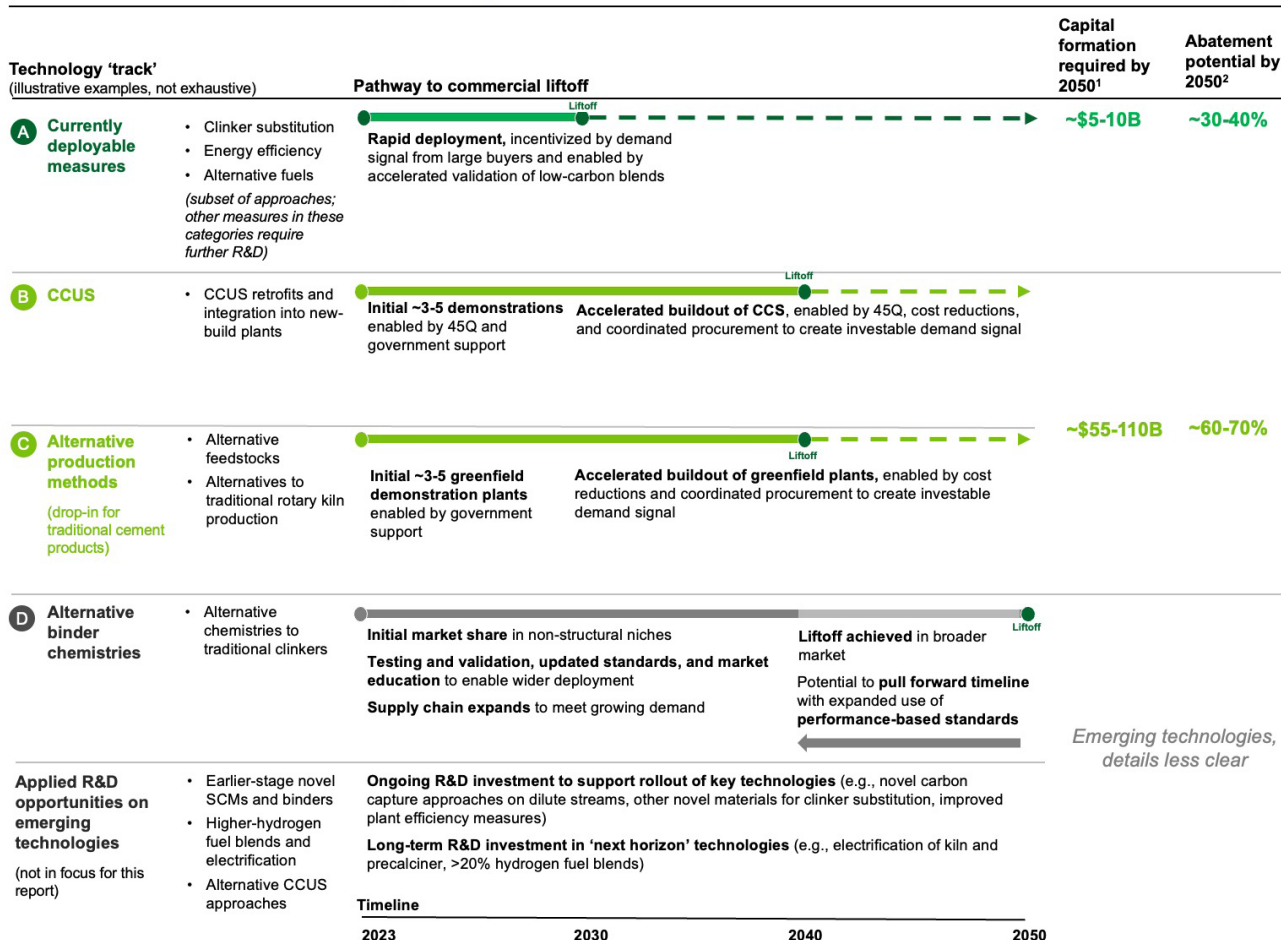 Technology ‘track’
(illustrative examples, not exhaustive)
Pathway to commercial liftoff
Capital
formation
required by
2050¹
Abatement
potential by
2050²
A
Currently
deployable
measures
• Clinker substitution
• Energy efficiency
• Alternative fuels
(subset of approaches;
other measures in these
categories require
further R&D)
Liftoff
Rapid deployment, incentivized by demand
signal from large buyers and enabled by
accelerated validation of low-carbon blends
~$5-10B
~30-40%
B
CCUS
• CCUS retrofits and
integration into new-
build plants
Liftoff
Initial ~3-5 demonstrations
enabled by 45Q and
government support
Accelerated buildout of CCS, enabled by 45Q, cost reductions,
and coordinated procurement to create investable demand signal
~$55-110B
~60-70%
C
Alternative
production
methods
(drop-in for
traditional cement
products)
• Alternative
feedstocks
• Alternatives to
traditional rotary kiln
production
Liftoff
Initial ~3-5 greenfield
demonstration plants
enabled by government
support
Accelerated buildout of greenfield plants, enabled by cost
reductions and coordinated procurement to create investable
demand signal
D
Alternative
binder
chemistries
• Alternative
chemistries to
traditional clinkers
Liftoff
Initial market share in non-structural niches
Testing and validation, updated standards, and market
education to enable wider deployment
Supply chain expands to meet growing demand
Liftoff achieved in broader
market
Potential to pull forward timeline
with expanded use of
performance-based standards
Emerging technologies,
details less clear
Applied R&D
opportunities on
emerging
technologies
(not in focus for this
report)
• Earlier-stage novel
SCMs and binders
• Higher-hydrogen
fuel blends and
electrification
• Alternative CCUS
approaches
Ongoing R&D investment to support rollout of key technologies (e.g., novel carbon
capture approaches on dilute streams, other novel materials for clinker substitution, improved
plant efficiency measures)
Long-term R&D investment in ‘next horizon’ technologies (e.g., electrification of kiln and
precalciner, >20% hydrogen fuel blends)
Timeline
2023
2030
2040
2050